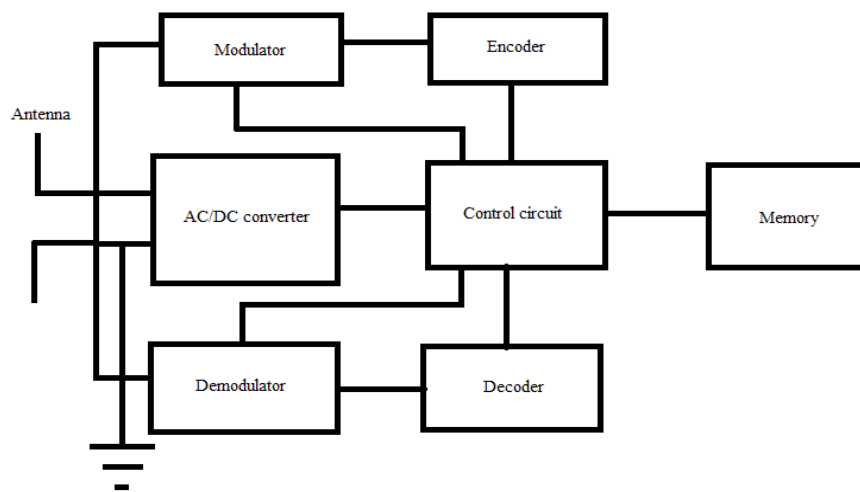 Modulator
Encoder
Antenna
AC/DC converter
Control circuit
Memory
Demodulator
Decoder